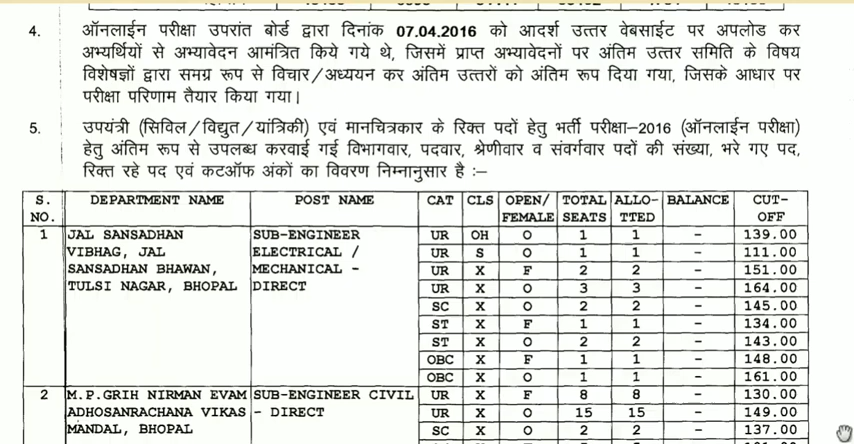 4. ऑनलाईन परीक्षा उपरांत बोर्ड द्वारा दिनांक 07.04.2016 को आदर्श उत्तर वेबसाईट पर अपलोड कर
अभ्यर्थियों से अभ्यावेदन आमंत्रित किये गये थे, जिसमें प्राप्त अभ्यावेदनों पर अंतिम उत्तर समिति के विषय
विशेषज्ञों द्वारा समग्र रूप से विचार/अध्ययन कर अंतिम उत्तरों को अंतिम रूप दिया गया, जिसके आधार पर
परीक्षा परिणाम तैयार किया गया।
5. उपयंत्री (सिविल/विद्युत/यांत्रिकी) एवं मानचित्रकार के रिक्त पदों हेतु भर्ती परीक्षा–2016 (ऑनलाईन परीक्षा)
हेतु अंतिम रूप से उपलब्ध करवाई गई विभागवार, पदवार, श्रेणीवार व संवर्गवार पदों की संख्या, भरे गए पद,
रिक्त रहे पद एवं कटऑफ अंकों का विवरण निम्नानुसार है :–
S. DEPARTMENT NAME POST NAME CAT CLS OPEN/ TOTAL ALLO- BALANCE CUT-
NO. FEMALE SEATS TTED OFF
1 JAL SANSADHAN SUB-ENGINEER UR OH O 1 1 - 139.00
VIBHAG, JAL ELECTRICAL / UR S O 1 1 - 111.00
SANSADHAN BHAWAN, MECHANICAL - UR X F 2 2 - 151.00
TULSI NAGAR, BHOPAL DIRECT UR X O 3 3 - 164.00
SC X O 2 2 - 145.00
ST X F 1 1 - 134.00
ST X O 2 2 - 143.00
OBC X F 1 1 - 148.00
OBC X O 1 1 - 161.00
2 M.P.GRIH NIRMAN EVAM SUB-ENGINEER CIVIL UR X F 8 8 - 130.00
ADHOSANRACHANA VIKAS - DIRECT UR X O 15 15 - 149.00
MANDAL, BHOPAL SC X O 2 2 - 137.00